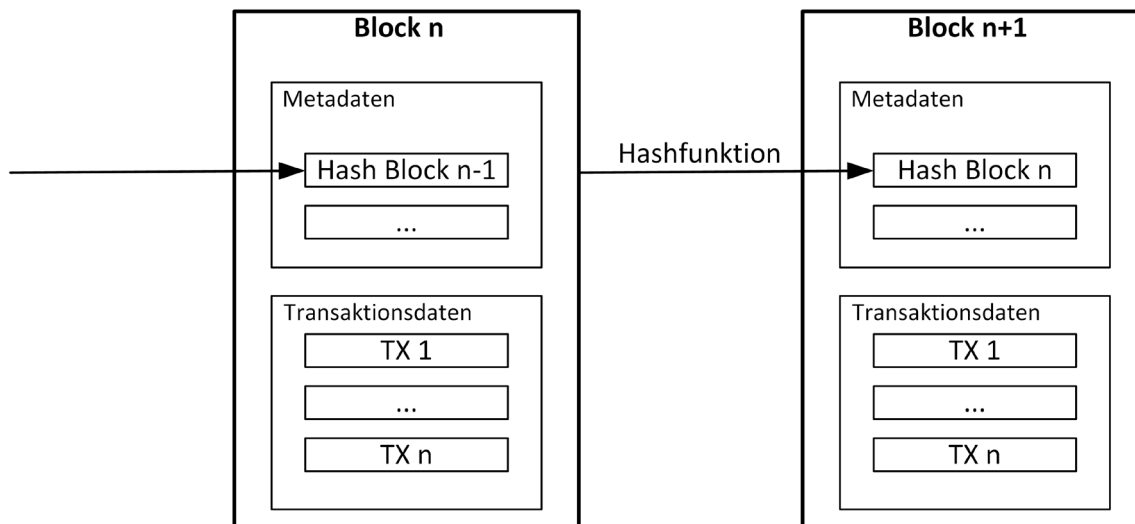 Block n
Metadaten
Hash Block n-1
...
Transaktionsdaten
TX 1
...
TX n
Hashfunktion
Block n+1
Metadaten
Hash Block n
...
Transaktionsdaten
TX 1
...
TX n